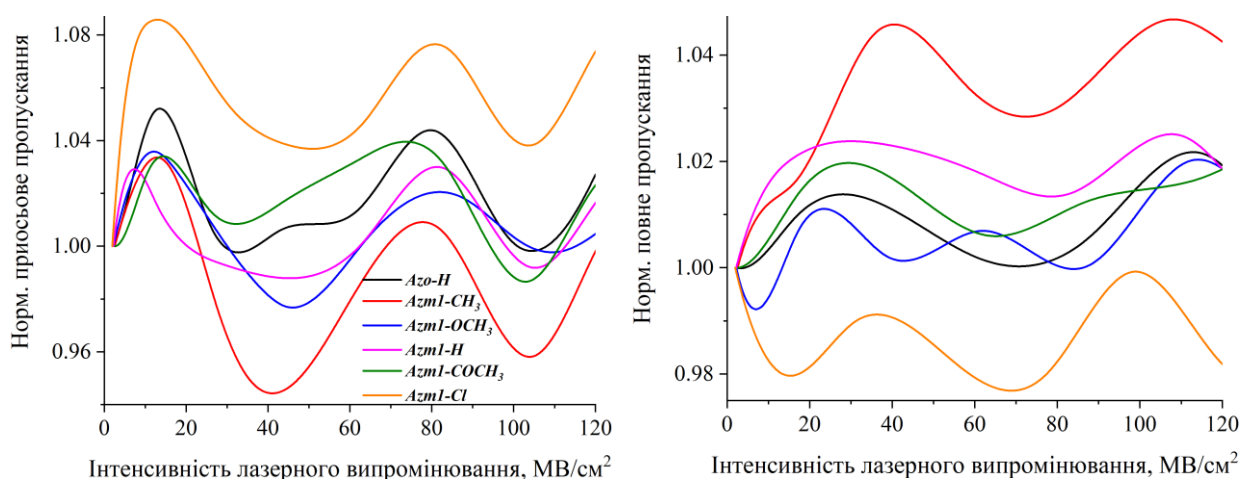 Норм. приосьове пропускання
1.08
1.04
1.00
0.96
Azo-H
Azm1-CH₃
Azm1-OCH₃
Azm1-H
Azm1-COCH₃
Azm1-Cl
0 20 40 60 80 100 120
Інтенсивність лазерного випромінювання, МВ/см²
Норм. повне пропускання
1.04
1.02
1.00
0.98
0 20 40 60 80 100 120
Інтенсивність лазерного випромінювання, МВ/см²